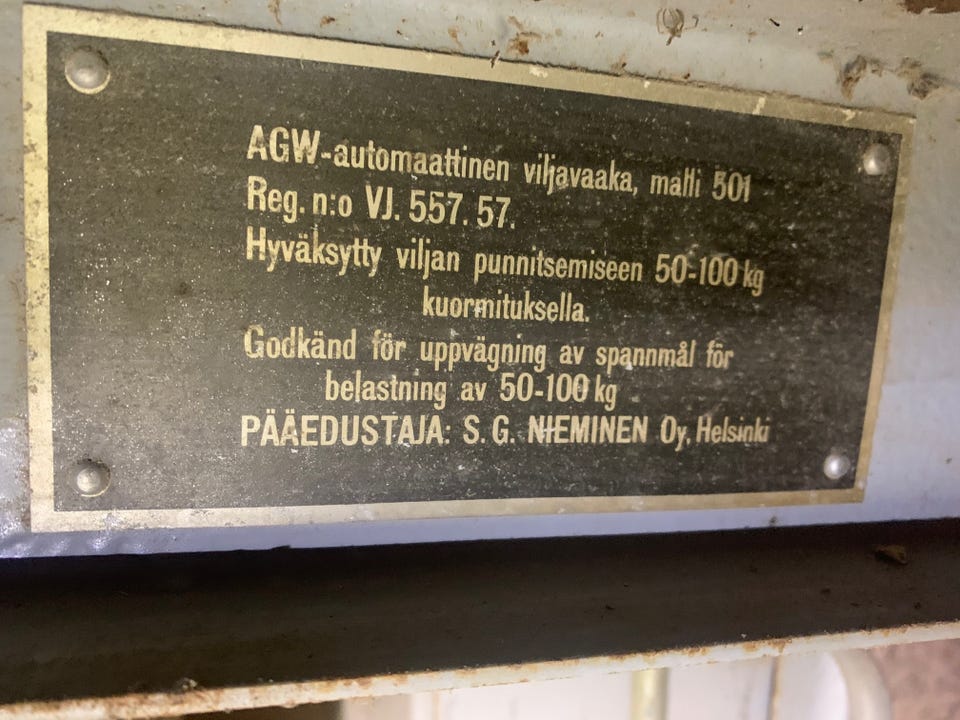 AGW-automaattinen viljavaaka, malli 501
Reg. n:o VJ. 557. 57.
Hyväksytty viljan punnitsemiseen 50-100 kg
kuormituksella.
Godkänd för uppvägning av spannmål för
belastning av 50-100 kg
PÄÄEDUSTAJA: S. G. NIEMINEN Oy, Helsinki